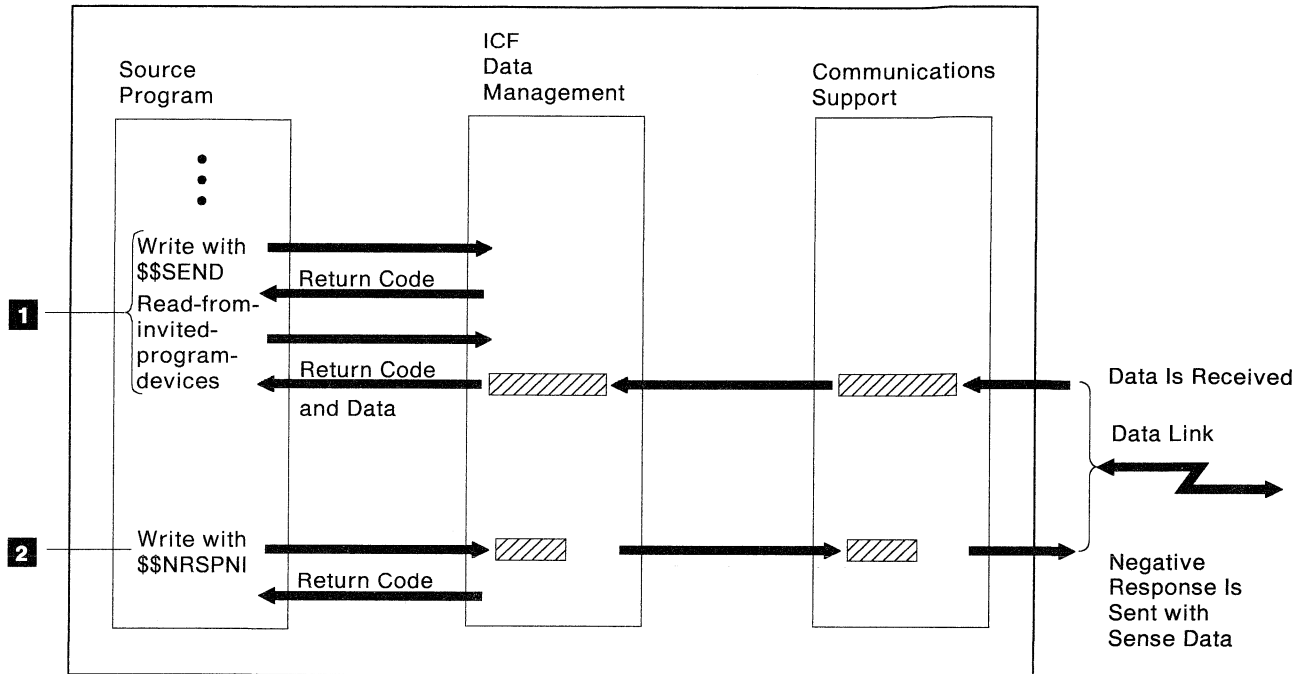 Source
Program
ICF
Data
Management
Communications
Support
1
Write with
$$SEND
Return Code
Read-from-
invited-
program-
devices
Return Code
and Data
Data Is Received
Data Link
2
Write with
$$NRSPNI
Return Code
Negative
Response Is
Sent with
Sense Data